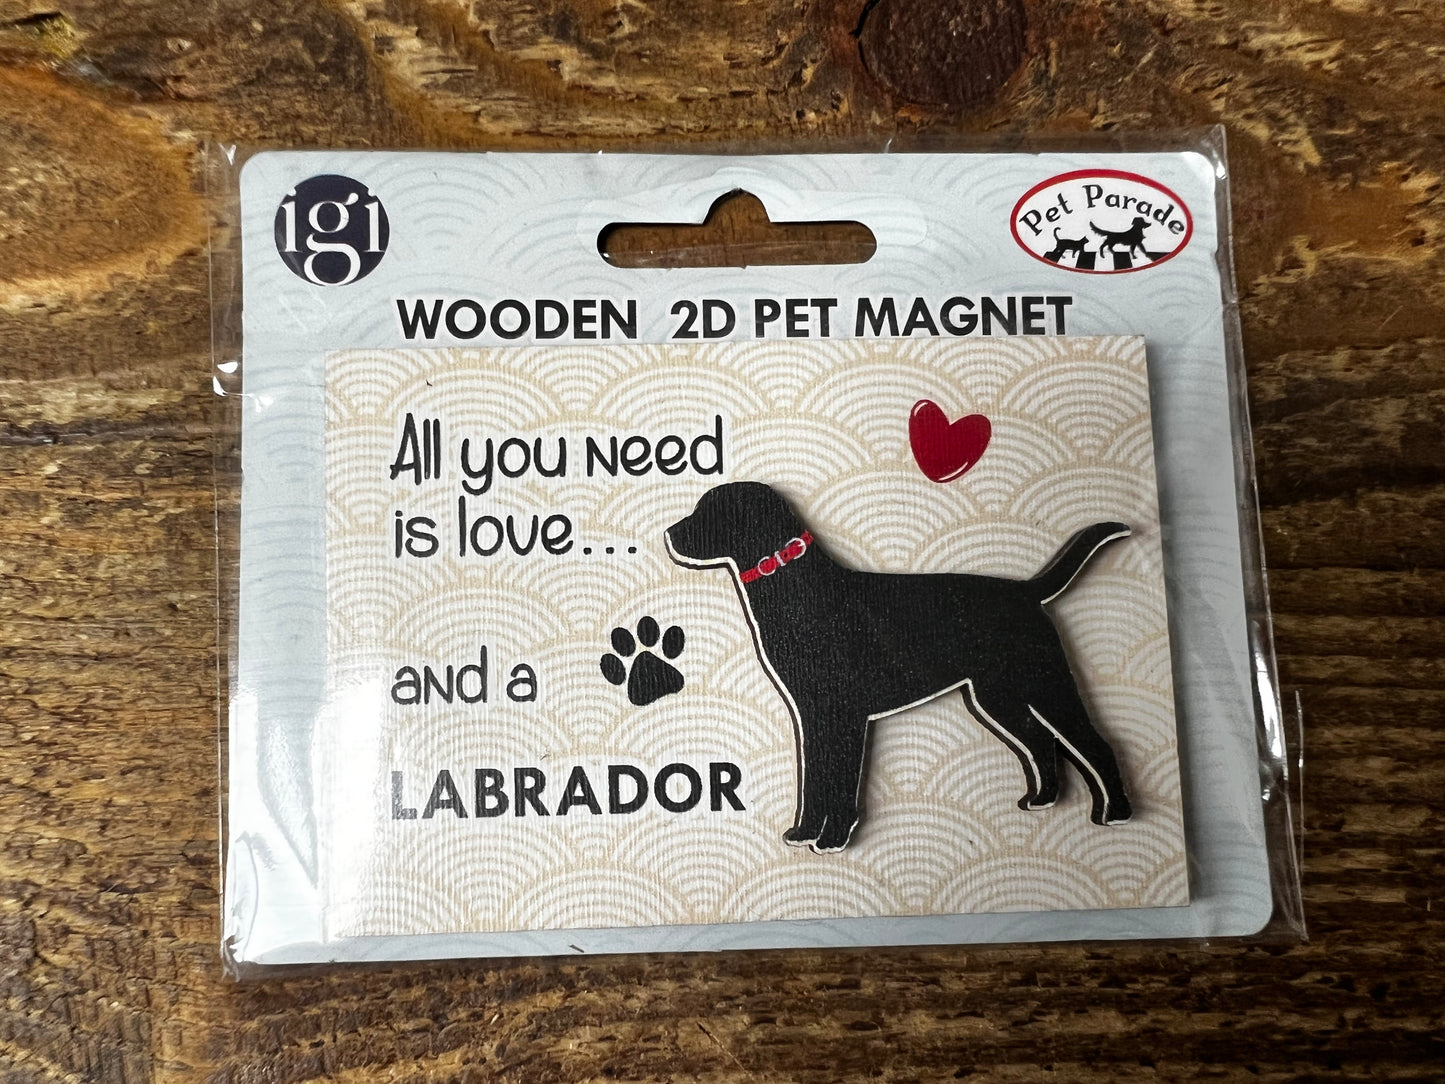 igi
Pet Parade
WOODEN 2D PET MAGNET
All you need
is love...
and a
LABRADOR